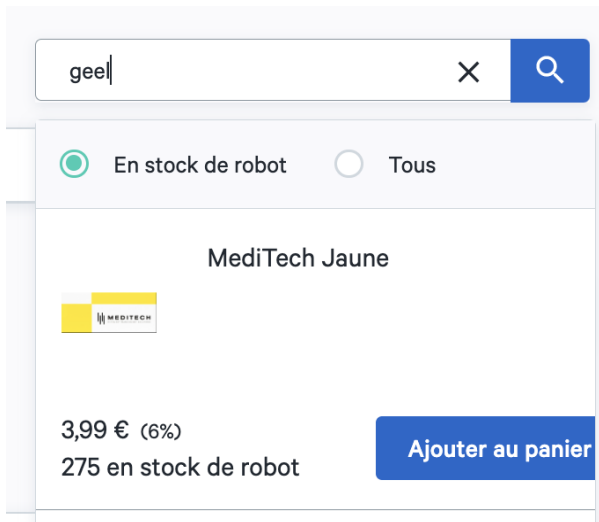 geel
En stock de robot Tous
MediTech Jaune
MEDITECH
3,99 € (6%)
275 en stock de robot
Ajouter au panier